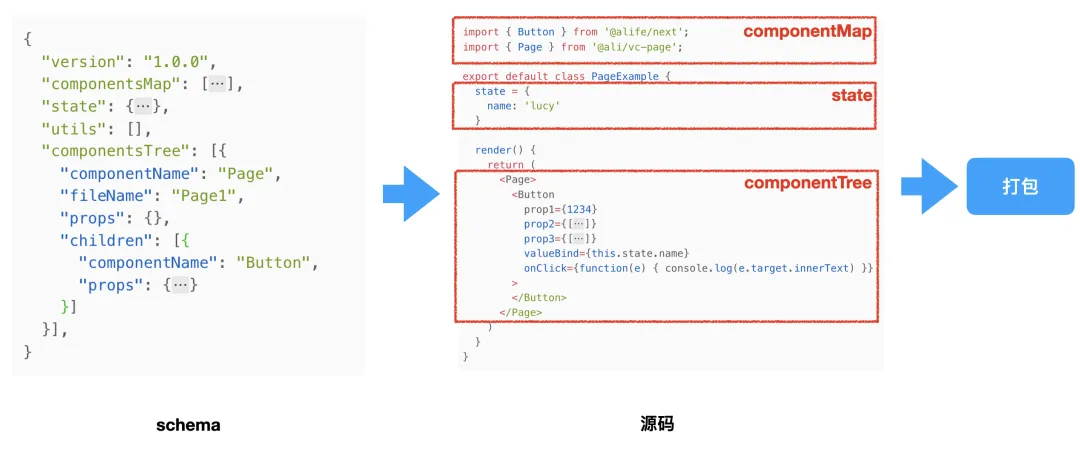 {
"version": "1.0.0",
"componentsMap": […],
"state": {…},
"utils": [],
"componentsTree": [{
"componentName": "Page",
"fileName": "Page1",
"props": {},
"children": [{
"componentName": "Button",
"props": {…}
}]
}],
}
schema
import { Button } from '@alife/next';
import { Page } from '@ali/vc-page';
componentMap
export default class PageExample {
state = {
name: 'lucy'
}
state
render() {
return (
<Page>
<Button
prop1={1234}
prop2={[…]}
prop3={[…]}
valueBind={this.state.name}
onClick={function(e) { console.log(e.target.innerText) }}
>
</Button>
</Page>
)
}
}
componentTree
源码
打包